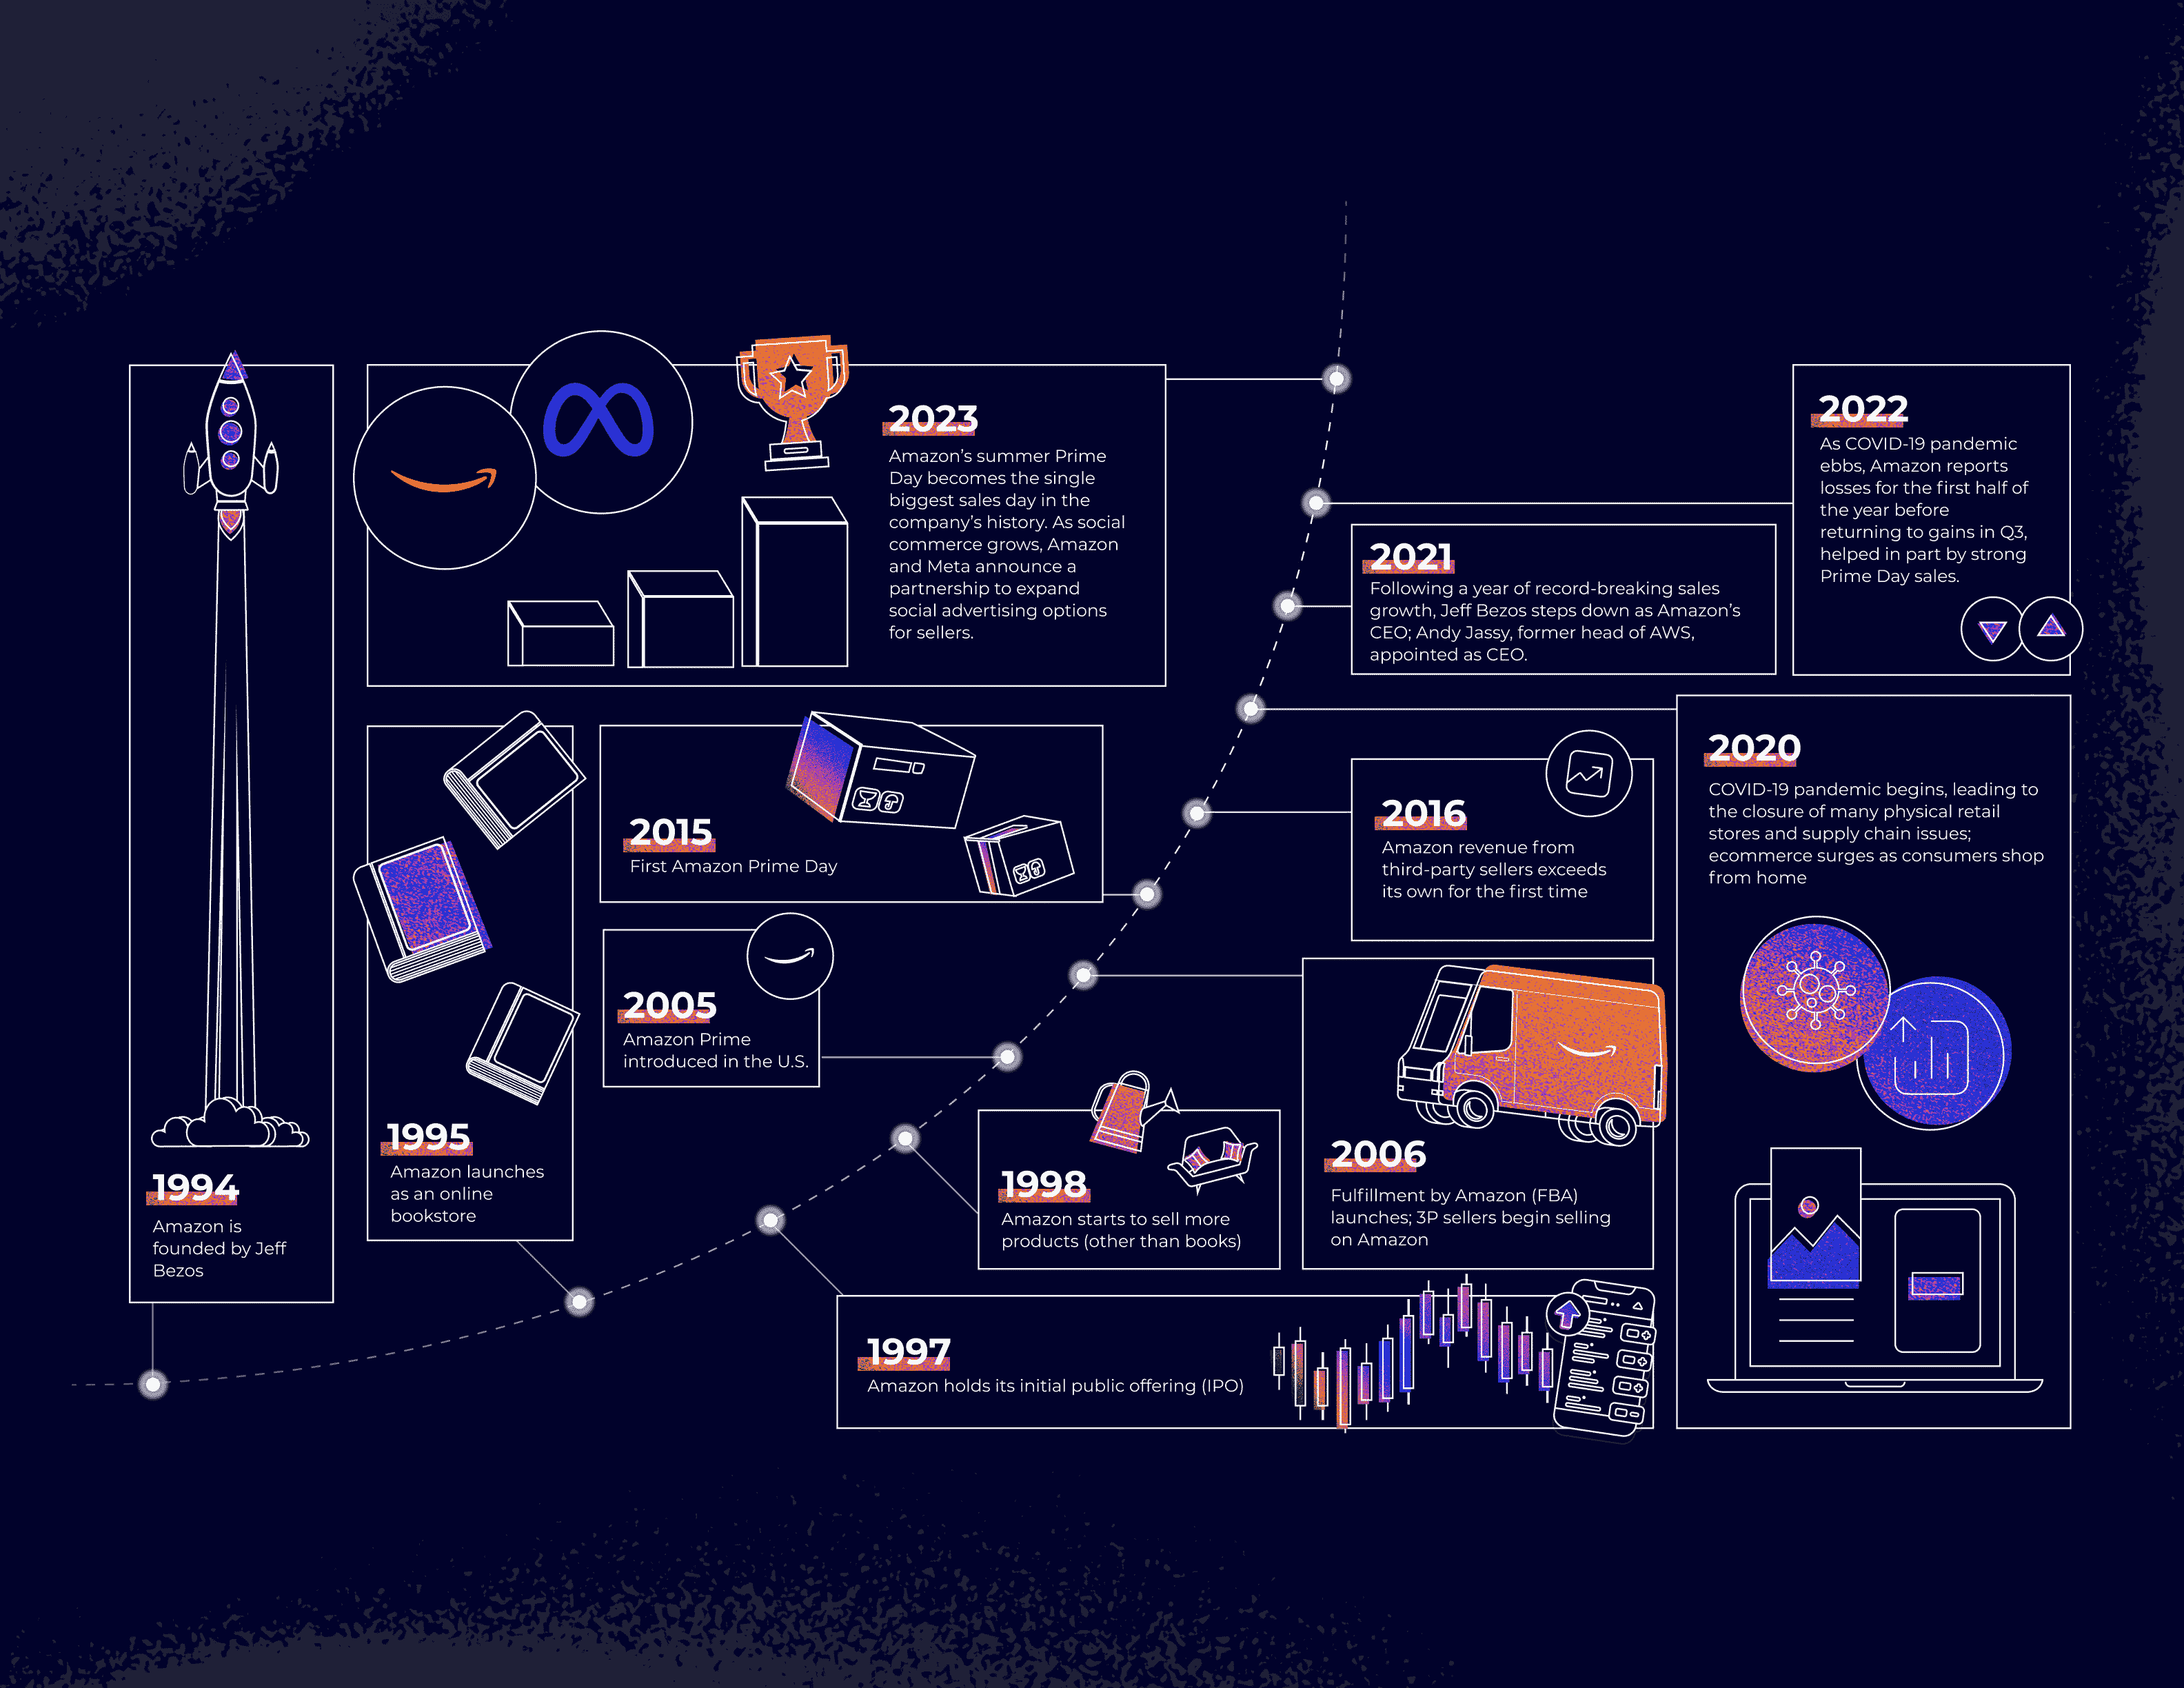 1994
Amazon is
founded by Jeff
Bezos
1995
Amazon launches
as an online
bookstore
1997
Amazon holds its initial public offering (IPO)
1998
Amazon starts to sell more
products (other than books)
2005
Amazon Prime
introduced in the U.S.
2006
Fulfillment by Amazon (FBA)
launches; 3P sellers begin selling
on Amazon
2015
First Amazon Prime Day
2016
Amazon revenue from
third-party sellers exceeds
its own for the first time
2020
COVID-19 pandemic begins, leading to
the closure of many physical retail
stores and supply chain issues;
ecommerce surges as consumers shop
from home
2021
Following a year of record-breaking sales
growth, Jeff Bezos steps down as Amazon’s
CEO; Andy Jassy, former head of AWS,
appointed as CEO.
2022
As COVID-19 pandemic
ebbs, Amazon reports
losses for the first half of
the year before
returning to gains in Q3,
helped in part by strong
Prime Day sales.
2023
Amazon’s summer Prime
Day becomes the single
biggest sales day in the
company’s history. As social
commerce grows, Amazon
and Meta announce a
partnership to expand
social advertising options
for sellers.